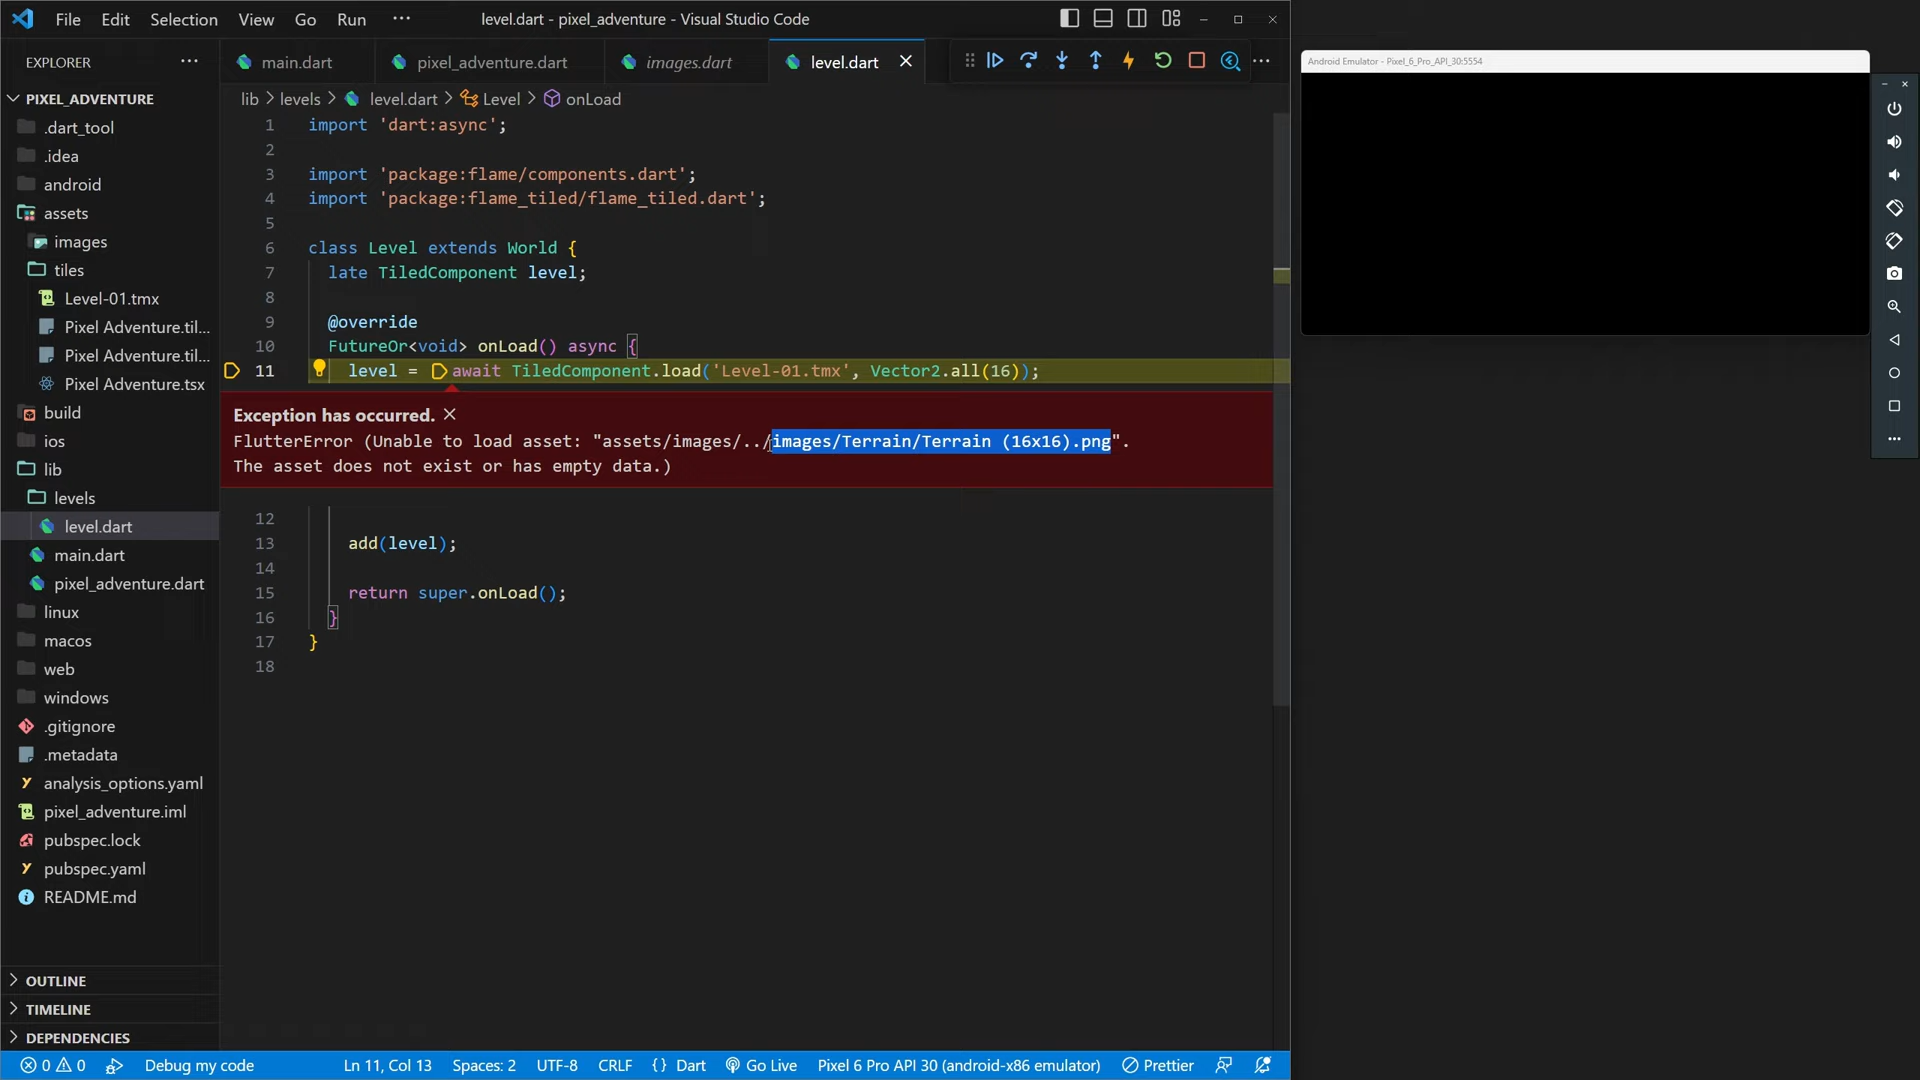 File Edit Selection View Go Run ··· level.dart - pixel_adventure - Visual Studio Code
EXPLORER ···
main.dart pixel_adventure.dart images.dart level.dart
lib > levels > level.dart > Level > onLoad
Android Emulator - Pixel_6_Pro_API_30:5554
PIXEL_ADVENTURE
.dart_tool
.idea
android
assets
images
tiles
Level-01.tmx
Pixel Adventure.til...
Pixel Adventure.til...
Pixel Adventure.tsx
build
ios
lib
levels
level.dart
main.dart
pixel_adventure.dart
linux
macos
web
windows
.gitignore
.metadata
analysis_options.yaml
pixel_adventure.iml
pubspec.lock
pubspec.yaml
README.md
OUTLINE
TIMELINE
DEPENDENCIES
1 import 'dart:async';
2
3 import 'package:flame/components.dart';
4 import 'package:flame_tiled/flame_tiled.dart';
5
6 class Level extends World {
7 late TiledComponent level;
8
9 @override
10 FutureOr<void> onLoad() async {
11 level = await TiledComponent.load('Level-01.tmx', Vector2.all(16));
Exception has occurred.
FlutterError (Unable to load asset: "assets/images/../images/Terrain/Terrain (16x16).png".
The asset does not exist or has empty data.)
12
13 add(level);
14
15 return super.onLoad();
16 }
17 }
18
0 0 Debug my code Ln 11, Col 13 Spaces: 2 UTF-8 CRLF {} Dart Go Live Pixel 6 Pro API 30 (android-x86 emulator) Prettier